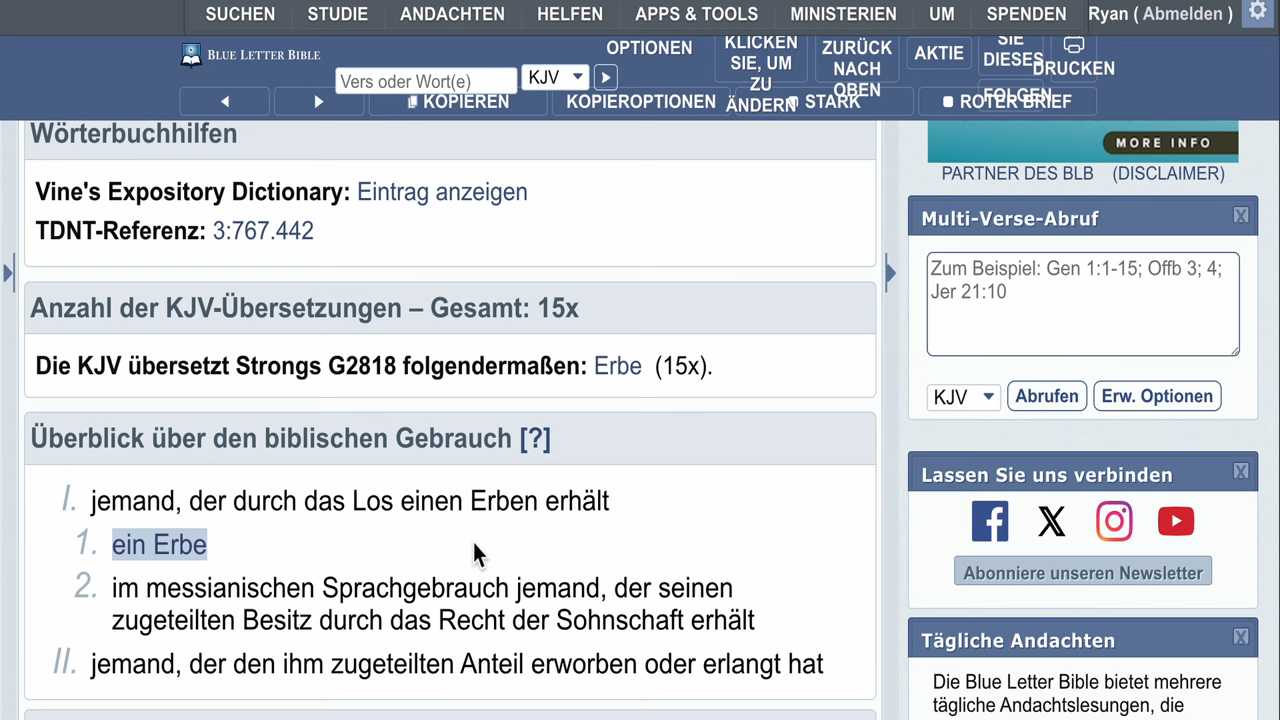 SUCHEN STUDIE ANDACHTEN HELFEN APPS & TOOLS MINISTERIEN UM SPENDEN Ryan ( Abmelden )
BLUE LETTER BIBLE
Vers oder Wort(e)
KJV
OPTIONEN
KLICKEN
SIE, UM
ZU
ÄNDERN
ZURÜCK
NACH
OBEN
AKTIE
SIE
DIESES
FOLGEN
DRUCKEN
KOPIEREN
KOPIEROPTIONEN
STARK
ROTER BRIEF
Wörterbuchhilfen
Vine's Expository Dictionary: Eintrag anzeigen
TDNT-Referenz: 3:767.442
Anzahl der KJV-Übersetzungen – Gesamt: 15x
Die KJV übersetzt Strongs G2818 folgendermaßen: Erbe (15x).
Überblick über den biblischen Gebrauch [?]
I. jemand, der durch das Los einen Erben erhält
1. ein Erbe
2. im messianischen Sprachgebrauch jemand, der seinen
zugeteilten Besitz durch das Recht der Sohnschaft erhält
II. jemand, der den ihm zugeteilten Anteil erworben oder erlangt hat
MORE INFO
PARTNER DES BLB (DISCLAIMER)
Multi-Verse-Abruf X
Zum Beispiel: Gen 1:1-15; Offb 3; 4;
Jer 21:10
KJV Abrufen Erw. Optionen
Lassen Sie uns verbinden X
Abonniere unseren Newsletter
Tägliche Andachten X
Die Blue Letter Bible bietet mehrere
tägliche Andachtslesungen, die